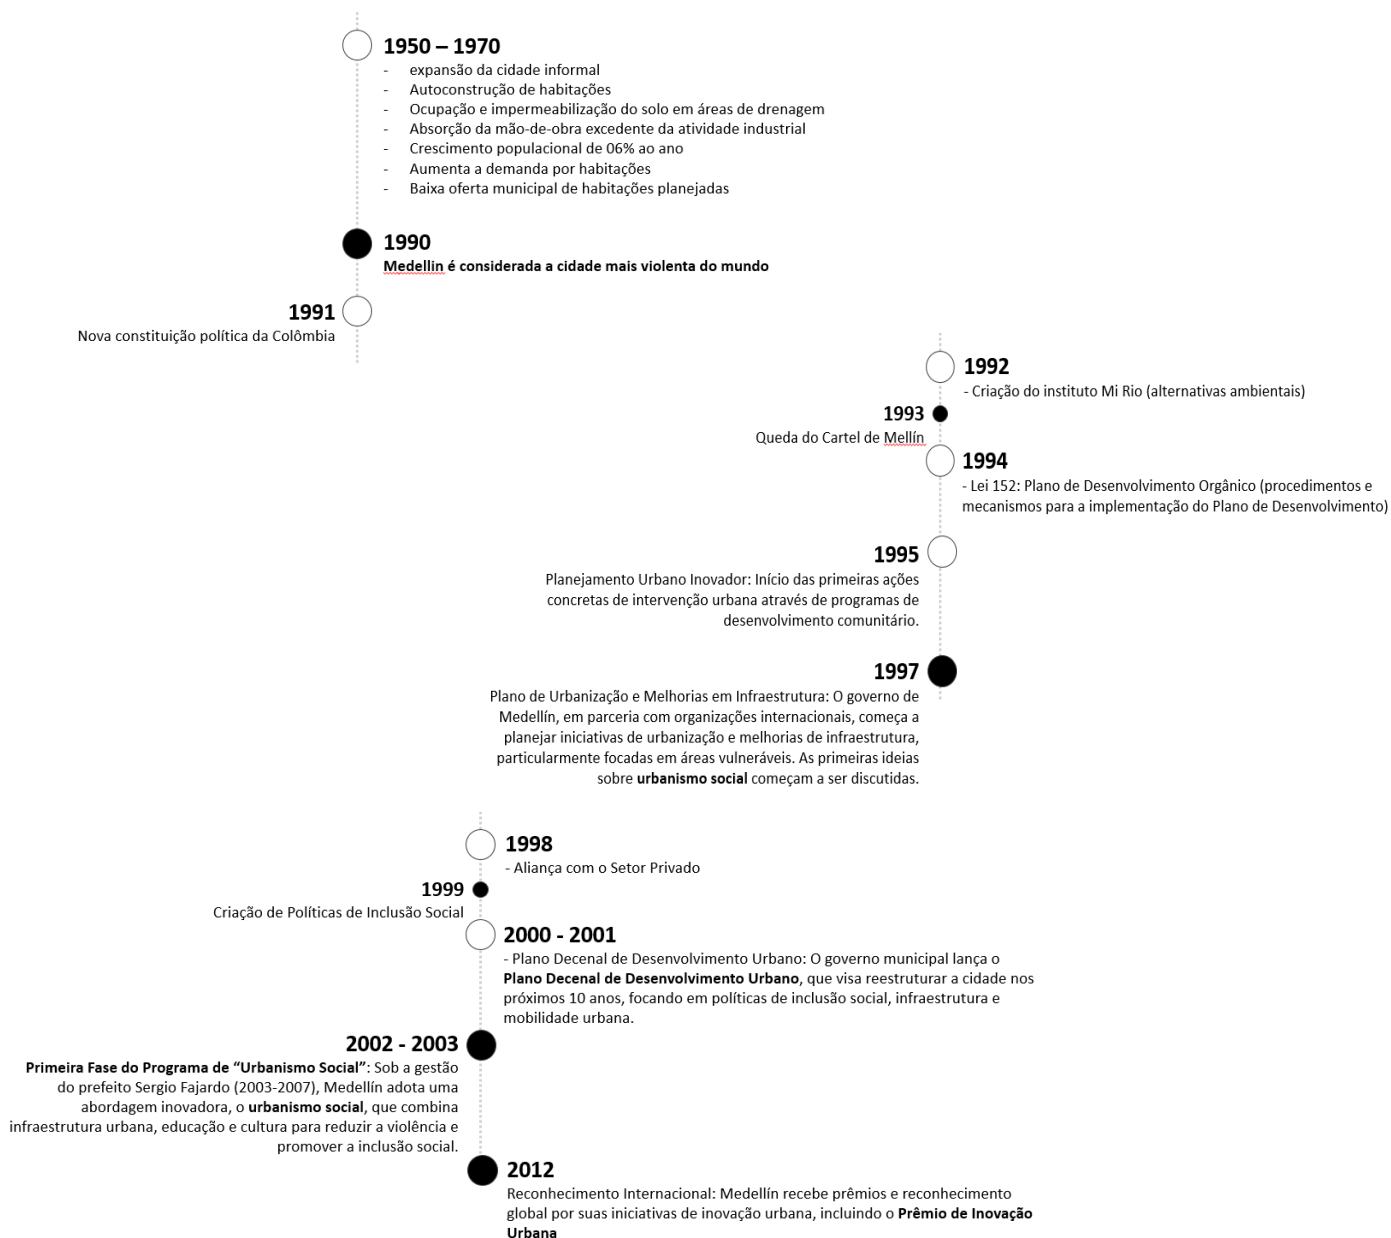 1950 – 1970
- expansão da cidade informal
- Autoconstrução de habitações
- Ocupação e impermeabilização do solo em áreas de drenagem
- Absorção da mão-de-obra excedente da atividade industrial
- Crescimento populacional de 06% ao ano
- Aumenta a demanda por habitações
- Baixa oferta municipal de habitações planejadas
1990
Medellin é considerada a cidade mais violenta do mundo
1991
Nova constituição política da Colômbia
1992
- Criação do instituto Mi Rio (alternativas ambientais)
1993
Queda do Cartel de Mellín
1994
- Lei 152: Plano de Desenvolvimento Orgânico (procedimentos e
mecanismos para a implementação do Plano de Desenvolvimento)
1995
Planejamento Urbano Inovador: Início das primeiras ações
concretas de intervenção urbana através de programas de
desenvolvimento comunitário.
1997
Plano de Urbanização e Melhorias em Infraestrutura: O governo de
Medellín, em parceria com organizações internacionais, começa a
planejar iniciativas de urbanização e melhorias de infraestrutura,
particularmente focadas em áreas vulneráveis. As primeiras ideias
sobre urbanismo social começam a ser discutidas.
1998
- Aliança com o Setor Privado
1999
Criação de Políticas de Inclusão Social
2000 - 2001
- Plano Decenal de Desenvolvimento Urbano: O governo municipal lança o
Plano Decenal de Desenvolvimento Urbano, que visa reestruturar a cidade nos
próximos 10 anos, focando em políticas de inclusão social, infraestrutura e
mobilidade urbana.
2002 - 2003
Primeira Fase do Programa de “Urbanismo Social”: Sob a gestão
do prefeito Sergio Fajardo (2003-2007), Medellín adota uma
abordagem inovadora, o urbanismo social, que combina
infraestrutura urbana, educação e cultura para reduzir a violência e
promover a inclusão social.
2012
Reconhecimento Internacional: Medellín recebe prêmios e reconhecimento
global por suas iniciativas de inovação urbana, incluindo o Prêmio de Inovação
Urbana